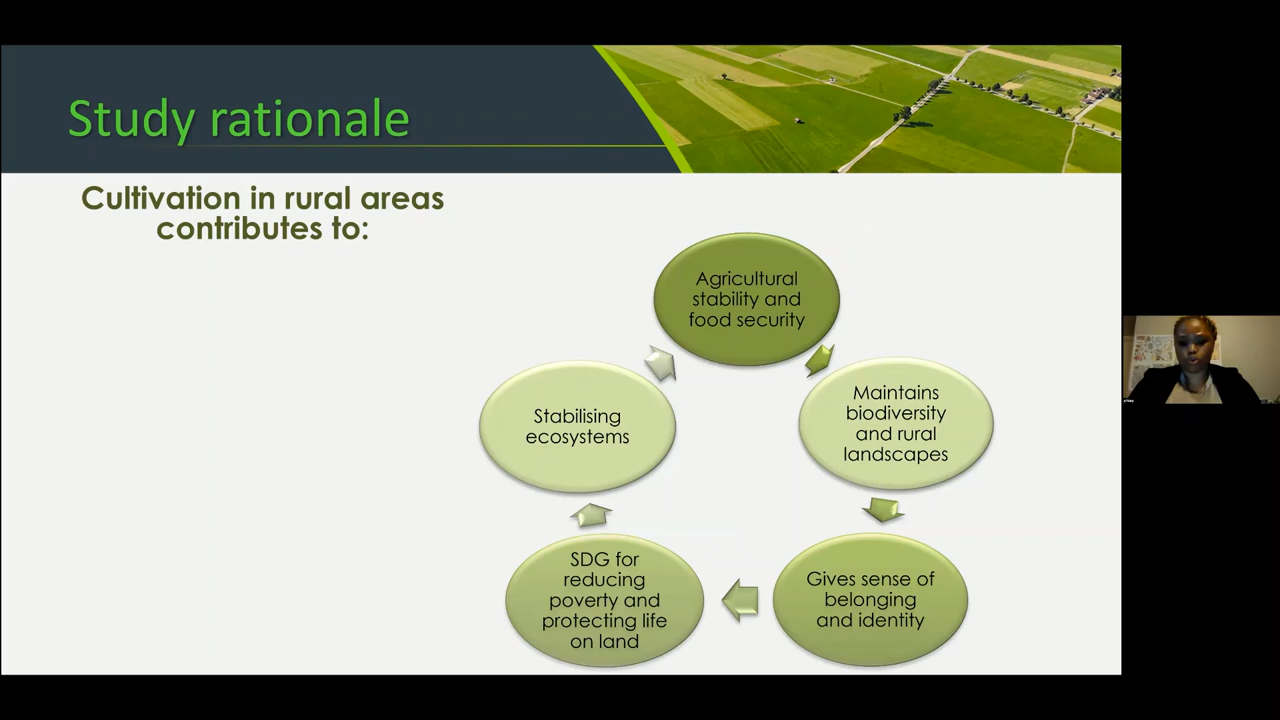 Study rationale
Cultivation in rural areas
contributes to:
Agricultural
stability and
food security
Maintains
biodiversity
and rural
landscapes
Gives sense of
belonging
and identity
SDG for
reducing
poverty and
protecting life
on land
Stabilising
ecosystems